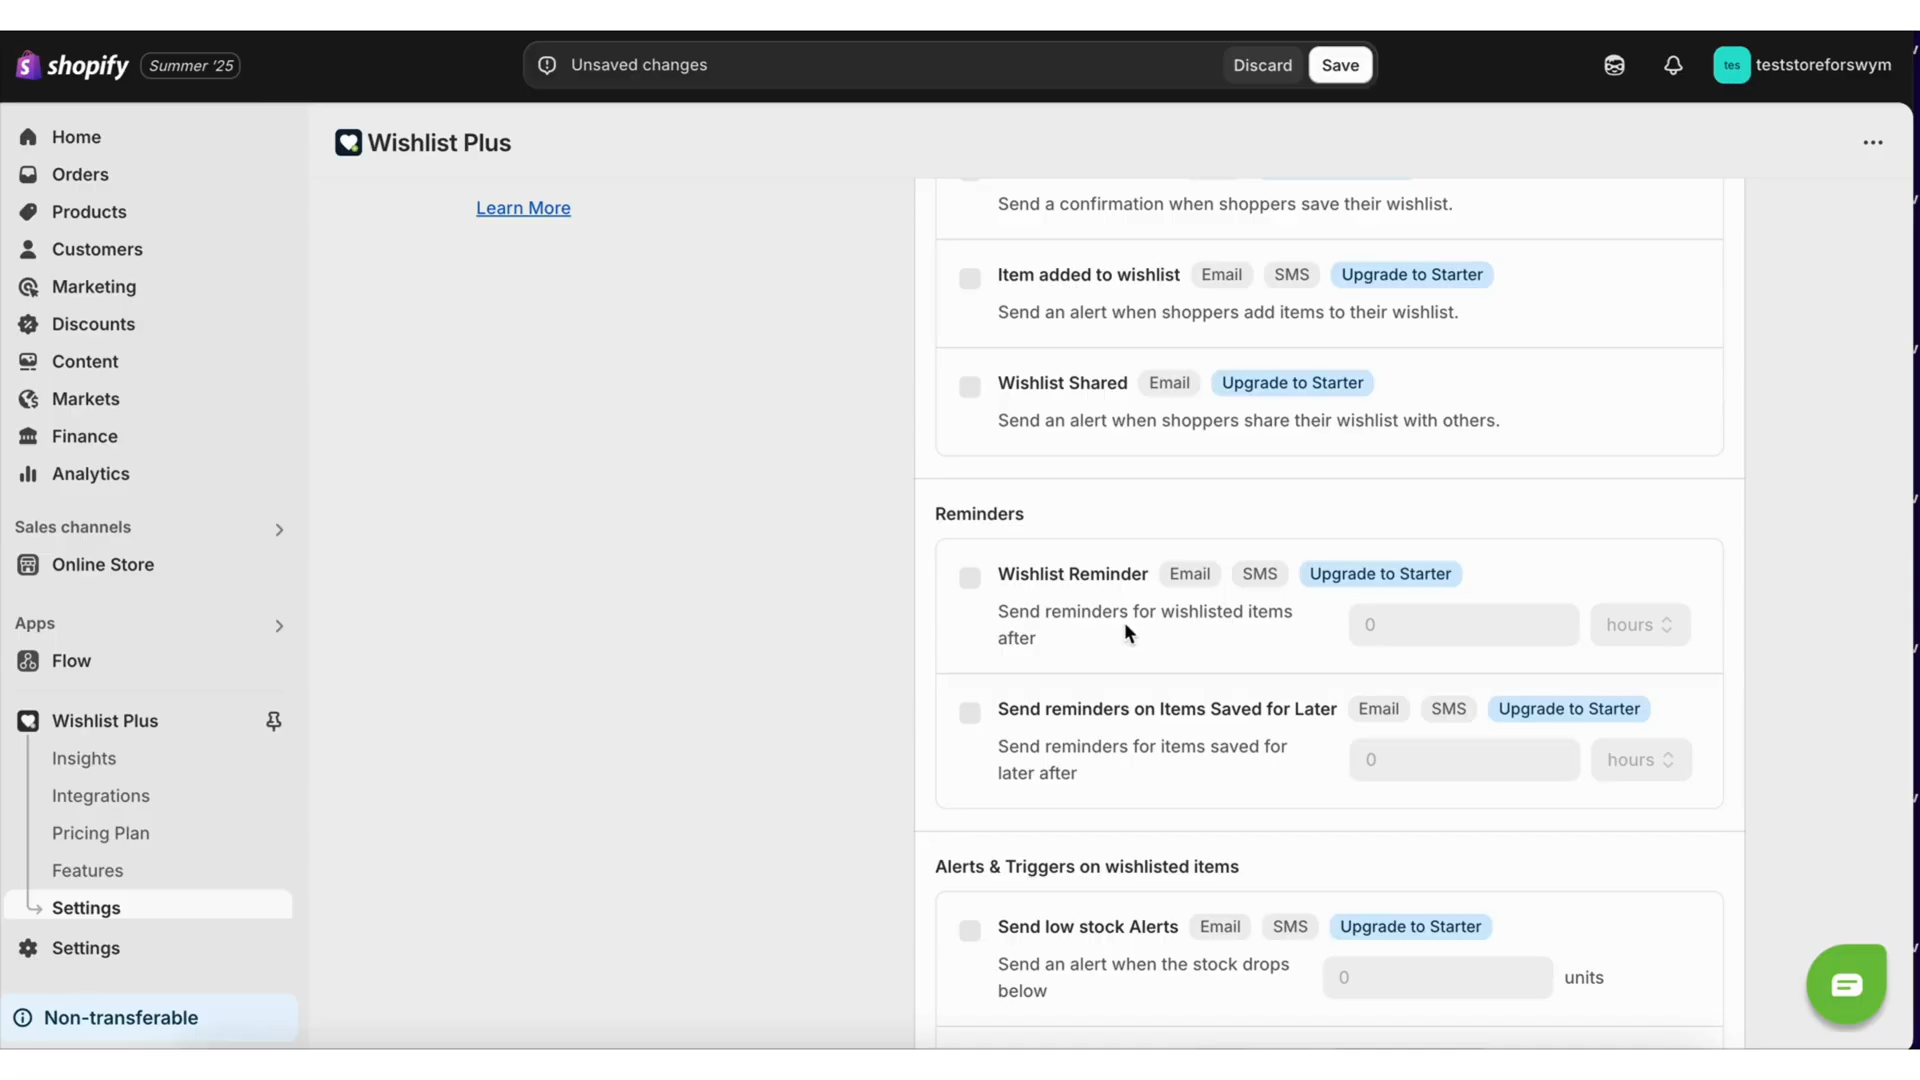 shopify
Summer '25
Unsaved changes
Discard
Save
tes
teststoreforswym
Home
Orders
Products
Customers
Marketing
Discounts
Content
Markets
Finance
Analytics
Sales channels
Online Store
Apps
Flow
Wishlist Plus
Insights
Integrations
Pricing Plan
Features
Settings
Settings
Non-transferable
Wishlist Plus
Learn More
Send a confirmation when shoppers save their wishlist.
Item added to wishlist Email SMS Upgrade to Starter
Send an alert when shoppers add items to their wishlist.
Wishlist Shared Email Upgrade to Starter
Send an alert when shoppers share their wishlist with others.
Reminders
Wishlist Reminder Email SMS Upgrade to Starter
Send reminders for wishlisted items
after
0 hours
Send reminders on Items Saved for Later Email SMS Upgrade to Starter
Send reminders for items saved for
later after
0 hours
Alerts & Triggers on wishlisted items
Send low stock Alerts Email SMS Upgrade to Starter
Send an alert when the stock drops
below
0 units